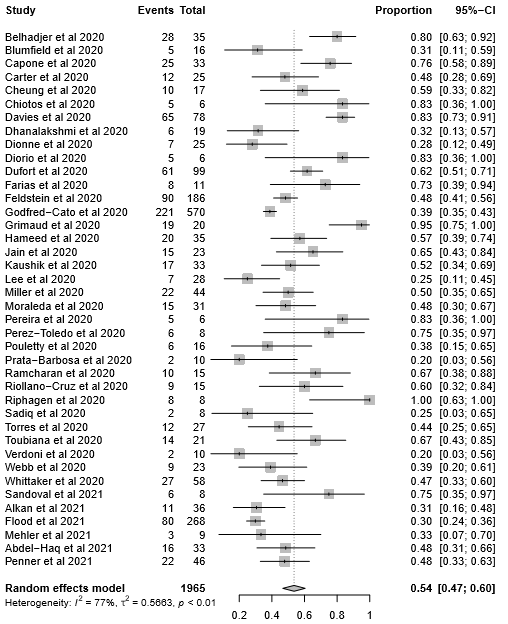 Study Events Total Proportion 95%−CI
Belhadjer et al 2020 28 35 0.80 [0.63; 0.92]
Blumfield et al 2020 5 16 0.31 [0.11; 0.59]
Capone et al 2020 25 33 0.76 [0.58; 0.89]
Carter et al 2020 12 25 0.48 [0.28; 0.69]
Cheung et al 2020 10 17 0.59 [0.33; 0.82]
Chiotos et al 2020 5 6 0.83 [0.36; 1.00]
Davies et al 2020 65 78 0.83 [0.73; 0.91]
Dhanalakshmi et al 2020 6 19 0.32 [0.13; 0.57]
Dionne et al 2020 7 25 0.28 [0.12; 0.49]
Diorio et al 2020 5 6 0.83 [0.36; 1.00]
Dufort et al 2020 61 99 0.62 [0.51; 0.71]
Farias et al 2020 8 11 0.73 [0.39; 0.94]
Feldstein et al 2020 90 186 0.48 [0.41; 0.56]
Godfred−Cato et al 2020 221 570 0.39 [0.35; 0.43]
Grimaud et al 2020 19 20 0.95 [0.75; 1.00]
Hameed et al 2020 20 35 0.57 [0.39; 0.74]
Jain et al 2020 15 23 0.65 [0.43; 0.84]
Kaushik et al 2020 17 33 0.52 [0.34; 0.69]
Lee et al 2020 7 28 0.25 [0.11; 0.45]
Miller et al 2020 22 44 0.50 [0.35; 0.65]
Moraleda et al 2020 15 31 0.48 [0.30; 0.67]
Pereira et al 2020 5 6 0.83 [0.36; 1.00]
Perez−Toledo et al 2020 6 8 0.75 [0.35; 0.97]
Pouletty et al 2020 6 16 0.38 [0.15; 0.65]
Prata−Barbosa et al 2020 2 10 0.20 [0.03; 0.56]
Ramcharan et al 2020 10 15 0.67 [0.38; 0.88]
Riollano−Cruz et al 2020 9 15 0.60 [0.32; 0.84]
Riphagen et al 2020 8 8 1.00 [0.63; 1.00]
Sadiq et al 2020 2 8 0.25 [0.03; 0.65]
Torres et al 2020 12 27 0.44 [0.25; 0.65]
Toubiana et al 2020 14 21 0.67 [0.43; 0.85]
Verdoni et al 2020 2 10 0.20 [0.03; 0.56]
Webb et al 2020 9 23 0.39 [0.20; 0.61]
Whittaker et al 2020 27 58 0.47 [0.33; 0.60]
Sandoval et al 2021 6 8 0.75 [0.35; 0.97]
Alkan et al 2021 11 36 0.31 [0.16; 0.48]
Flood et al 2021 80 268 0.30 [0.24; 0.36]
Mehler et al 2021 3 9 0.33 [0.07; 0.70]
Abdel−Haq et al 2021 16 33 0.48 [0.31; 0.66]
Penner et al 2021 22 46 0.48 [0.33; 0.63]
Random effects model 1965 0.54 [0.47; 0.60]
Heterogeneity: I² = 77%, τ² = 0.5663, p < 0.01
0.2 0.4 0.6 0.8 1